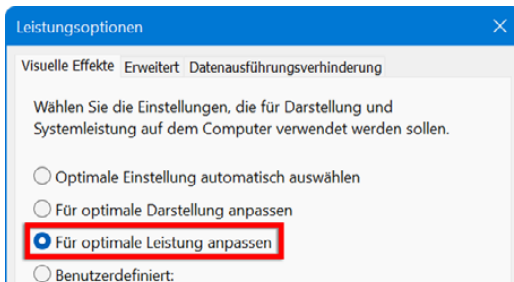 Leistungsoptionen
Visuelle Effekte Erweitert Datenausführungsverhinderung
Wählen Sie die Einstellungen, die für Darstellung und
Systemleistung auf dem Computer verwendet werden sollen.
Optimale Einstellung automatisch auswählen
Für optimale Darstellung anpassen
Für optimale Leistung anpassen
Benutzerdefiniert: